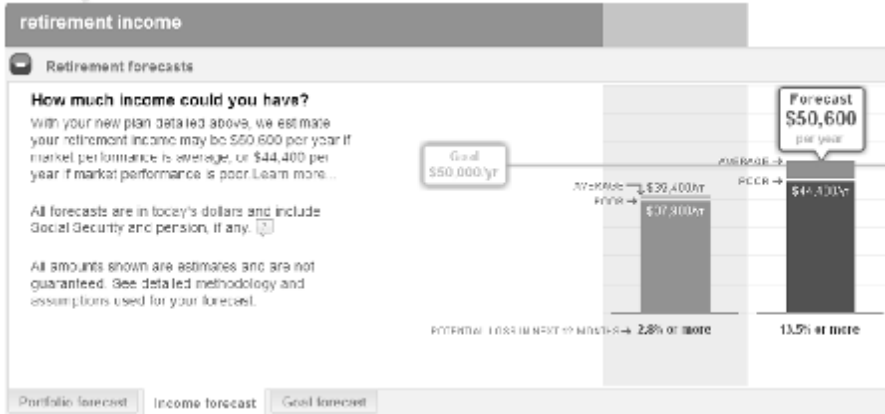 retirement income
Retirement forecasts
How much income could you have?
With your new plan detailed above, we estimate
your retirement income may be $50,600 per year if
market performance is average, or $44,400 per
year if market performance is poor. Learn more...
All forecasts are in today's dollars and include
Social Security and pension, if any. ?
All amounts shown are estimates and are not
guaranteed. See detailed methodology and
assumptions used for your forecast.
Goal
$50,000/yr
Forecast
$50,600
per year
AVERAGE → $39,400/yr
POOR → $37,900/yr
AVERAGE →
POOR → $44,400/yr
POTENTIAL LOSS IN NEXT 12 MONTHS → 2.8% or more 13.5% or more
Portfolio forecast Income forecast Goal forecast